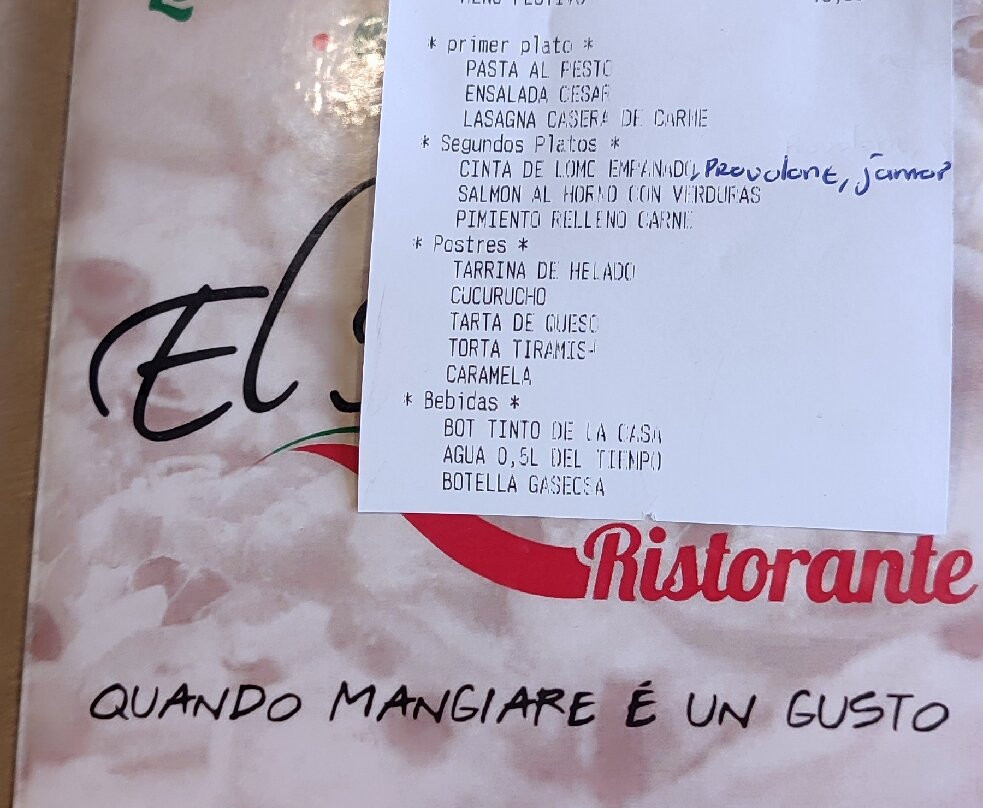 * primer plato *
PASTA AL PESTO
ENSALADA CESAR
LASAGNA CASERA DE CARNE
* Segundos Platos *
CINTA DE LOMO EMPANADO, Provolone, jamon
SALMON AL HORNO CON VERDURAS
PIMIENTO RELLENO CARNE
* Postres *
TARRINA DE HELADO
CUCURUCHO
TARTA DE QUESO
TORTA TIRAMIS
CARAMELA
* Bebidas *
BOT TINTO DE LA CASA
AGUA 0,5L DEL TIEMPO
BOTELLA GASEOSA
El
Ristorante
QUANDO MANGIARE É UN GUSTO